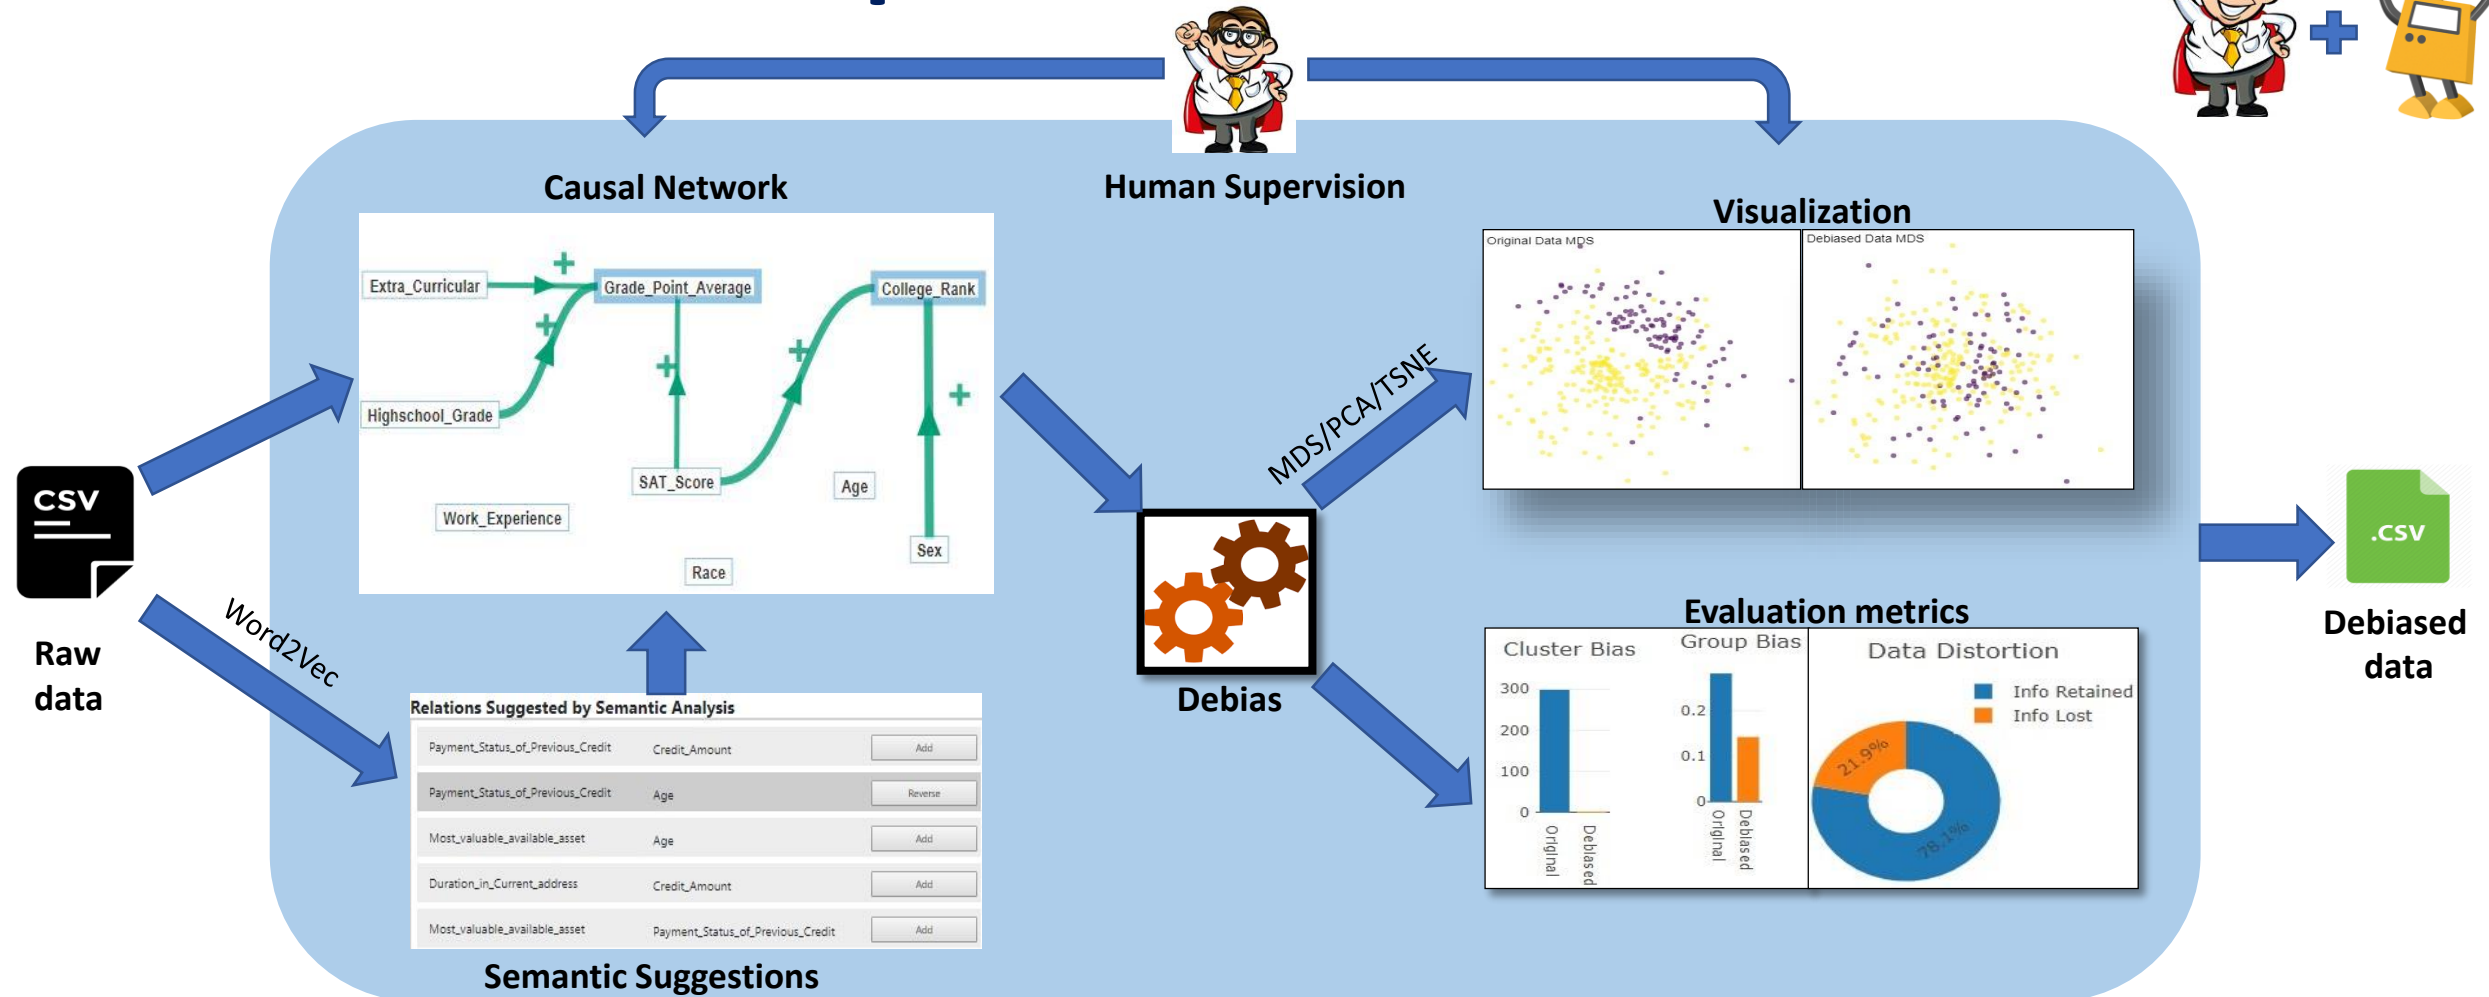 Causal Network
Human Supervision
Visualization
Extra_Curricular
Grade_Point_Average
College_Rank
Highschool_Grade
SAT_Score
Age
Work_Experience
Sex
Race
Original Data MDS
Debiased Data MDS
MDS/PCA/TSNE
CSV
Raw
data
Word2Vec
Relations Suggested by Semantic Analysis
Payment_Status_of_Previous_Credit Credit_Amount Add
Payment_Status_of_Previous_Credit Age Reverse
Most_valuable_available_asset Age Add
Duration_in_Current_address Credit_Amount Add
Most_valuable_available_asset Payment_Status_of_Previous_Credit Add
Semantic Suggestions
Debias
Evaluation metrics
Cluster Bias
300
200
100
0
Original
Debiased
Group Bias
0.2
0.1
0
Original
Debiased
Data Distortion
Info Retained
Info Lost
21.9%
78.1%
.CSV
Debiased
data